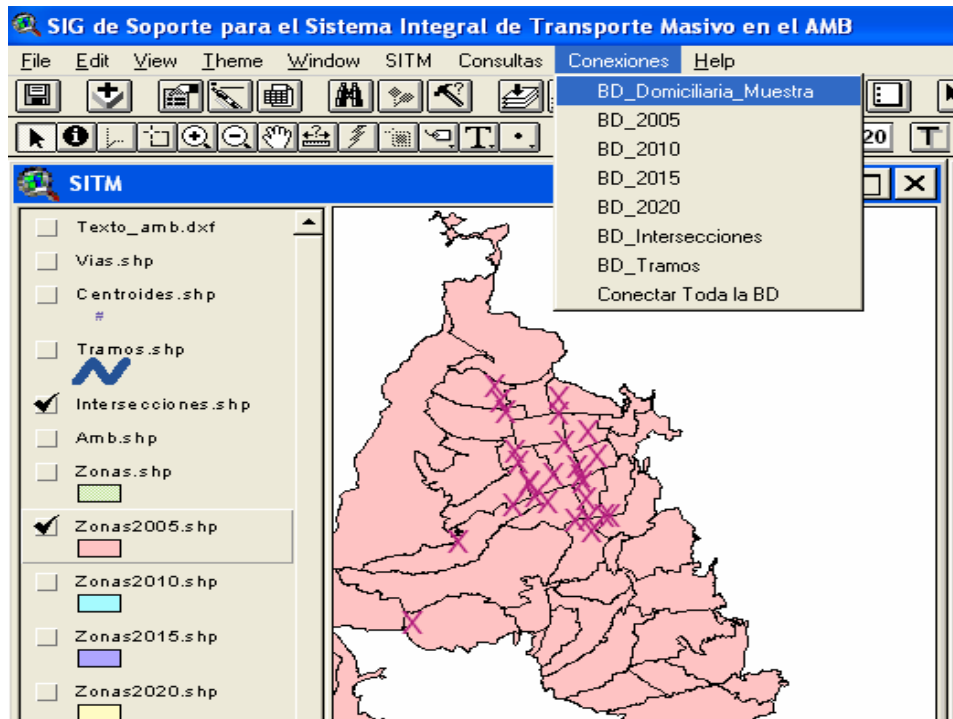 SIG de Soporte para el Sistema Integral de Transporte Masivo en el AMB
File Edit View Theme Window SITM Consultas Conexiones Help
BD_Domiciliaria_Muestra
BD_2005
BD_2010
BD_2015
BD_2020
BD_Intersecciones
BD_Tramos
Conectar Toda la BD
T
20
T
SITM
Texto_amb.dxf
Vias.shp
Centroides.shp
#
Tramos.shp
Intersecciones.shp
Amb.shp
Zonas.shp
Zonas2005.shp
Zonas2010.shp
Zonas2015.shp
Zonas2020.shp